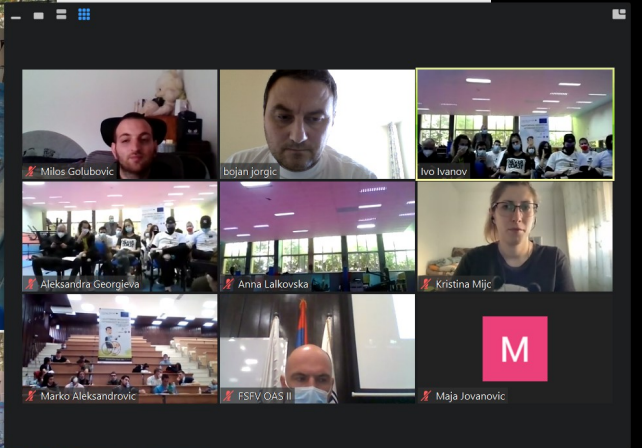 Milos Golubovic
bojan jorgic
Ivo Ivanov
Aleksandra Georgieva
Anna Lalkovska
Kristina Mijc
Marko Aleksandrovic
FSFV OAS II
M
Maja Jovanovic